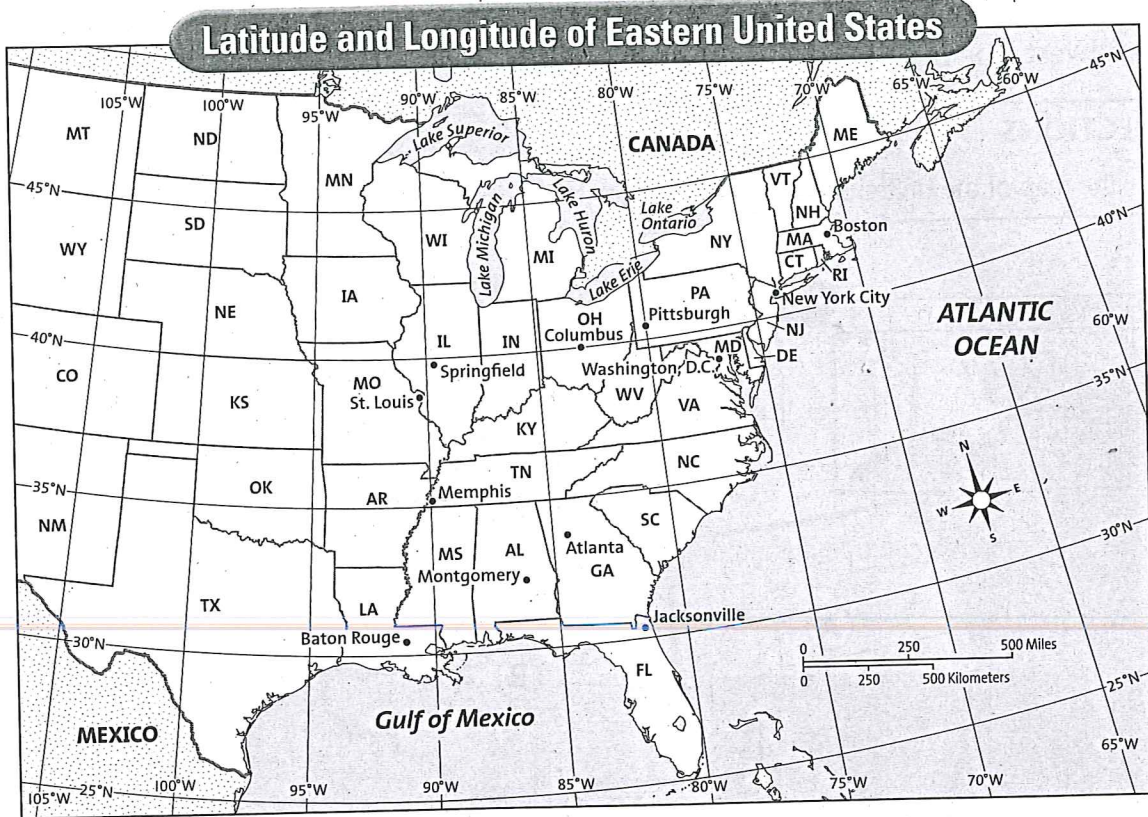 Latitude and Longitude of Eastern United States
105°W
100°W
95°W
90°W
85°W
80°W
75°W
70°W
65°W
60°W
45°N
MT
ND
MN
Lake Superior
CANADA
ME
45°N
SD
WI
Lake Michigan
Lake Huron
MI
Lake
Ontario
NY
VT
NH
MA
Boston
CT
RI
40°N
WY
NE
IA
Lake Erie
PA
New York City
Pittsburgh
NJ
ATLANTIC
OCEAN
60°W
40°N
CO
KS
MO
St. Louis
IL
Springfield
IN
OH
Columbus
Washington, D.C.
MD
DE
WV
VA
35°N
KY
35°N
NM
OK
AR
Memphis
TN
NC
SC
N
E
S
W
30°N
TX
LA
MS
AL
Montgomery
Atlanta
GA
Jacksonville
30°N
Baton Rouge
FL
0 250 500 Miles
0 250 500 Kilometers
25°N
MEXICO
Gulf of Mexico
65°W
105°W
25°N
100°W
95°W
90°W
85°W
80°W
75°W
70°W